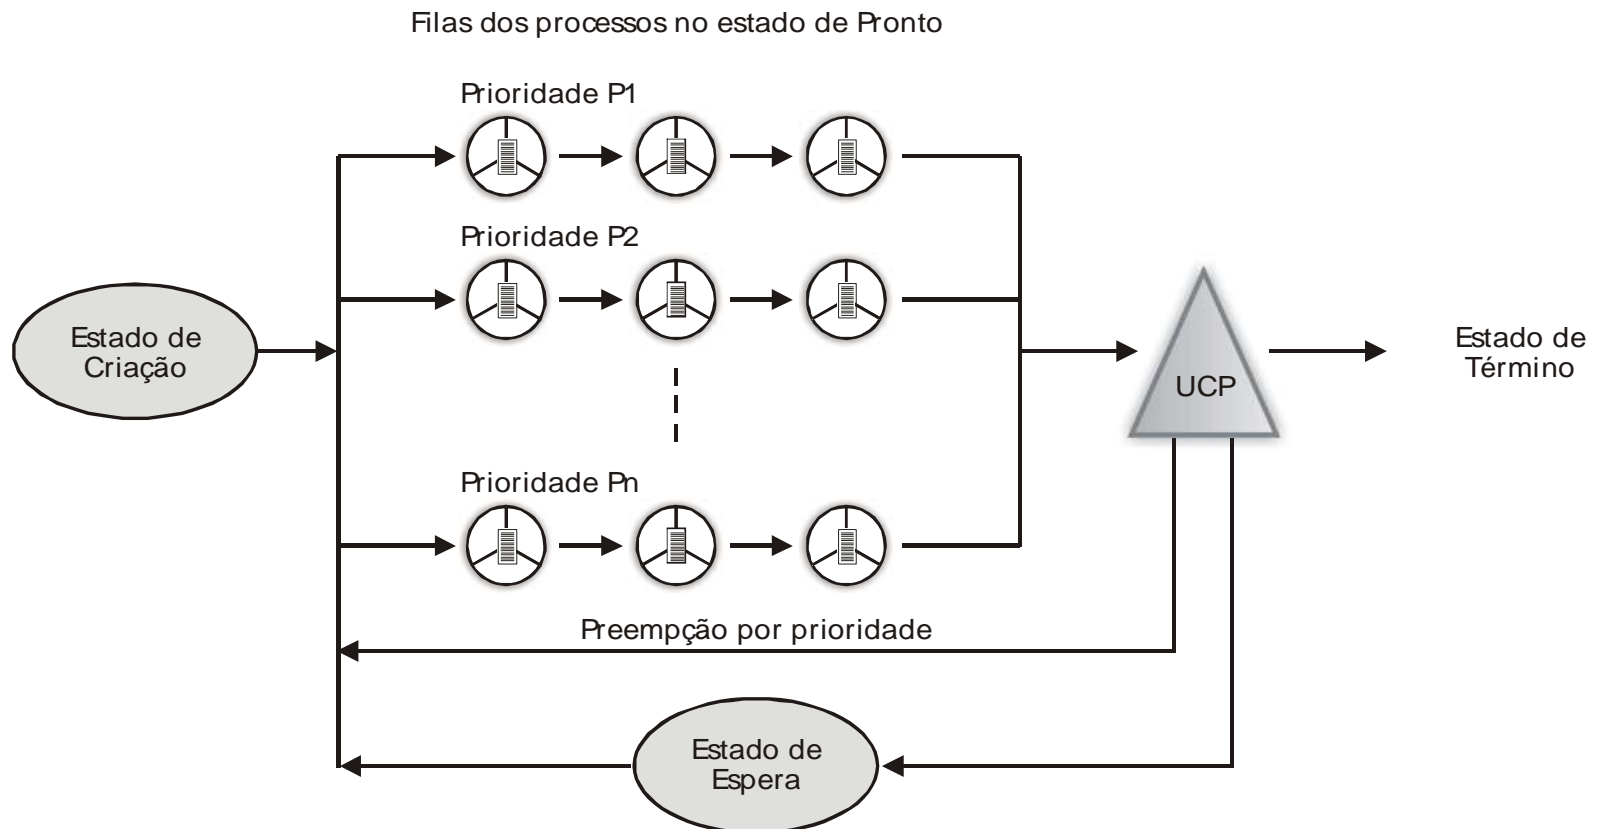 Filas dos processos no estado de Pronto
Prioridade P1
Prioridade P2
Estado de
Criação
UCP
Estado de
Término
Prioridade Pn
Preempção por prioridade
Estado de
Espera